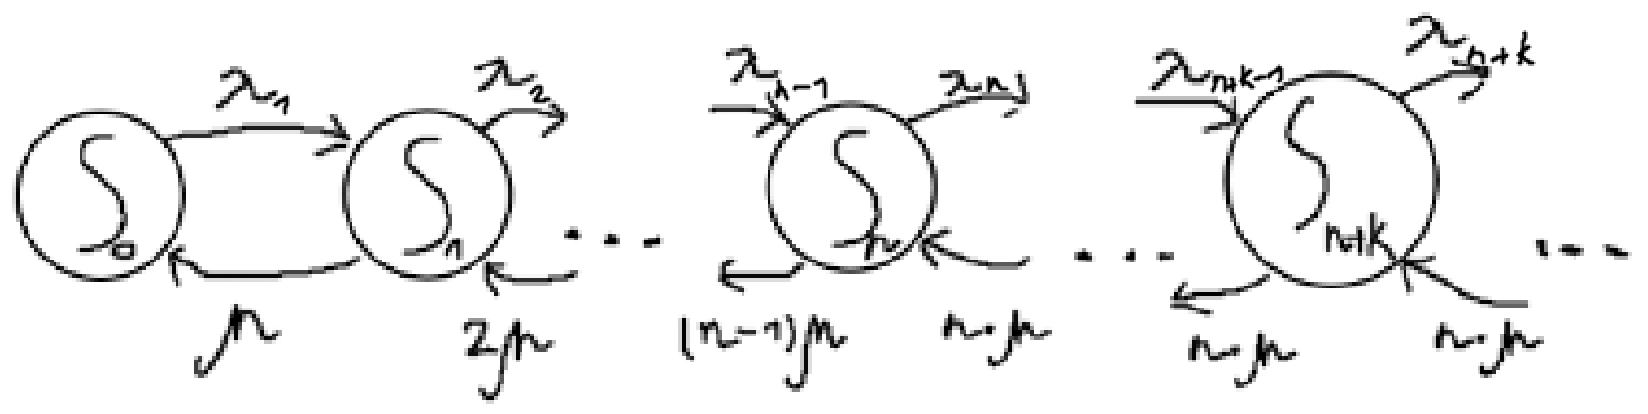 λ₁ λ₂ λₙ₋₁ λₙ λₙ₊ₖ₋₁ λₙ₊ₖ
S₀ S₁ ... Sₙ ... Sₙ₊ₖ ...
μ 2μ (n-1)μ n·μ n·μ n·μ